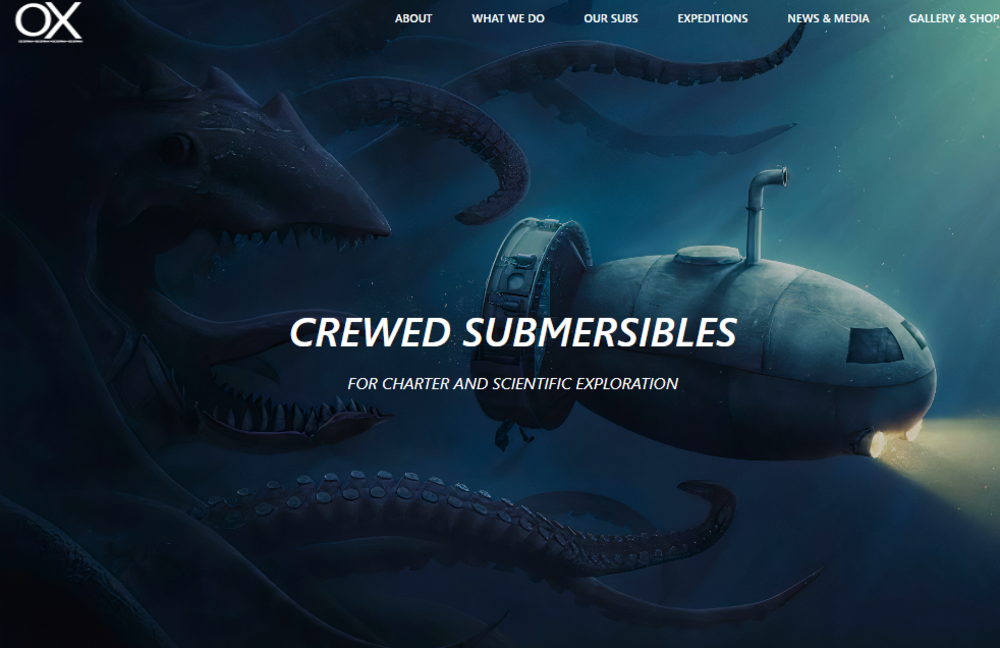 OX
ABOUT WHAT WE DO OUR SUBS EXPEDITIONS NEWS & MEDIA GALLERY & SHOP
CREWED SUBMERSIBLES
FOR CHARTER AND SCIENTIFIC EXPLORATION